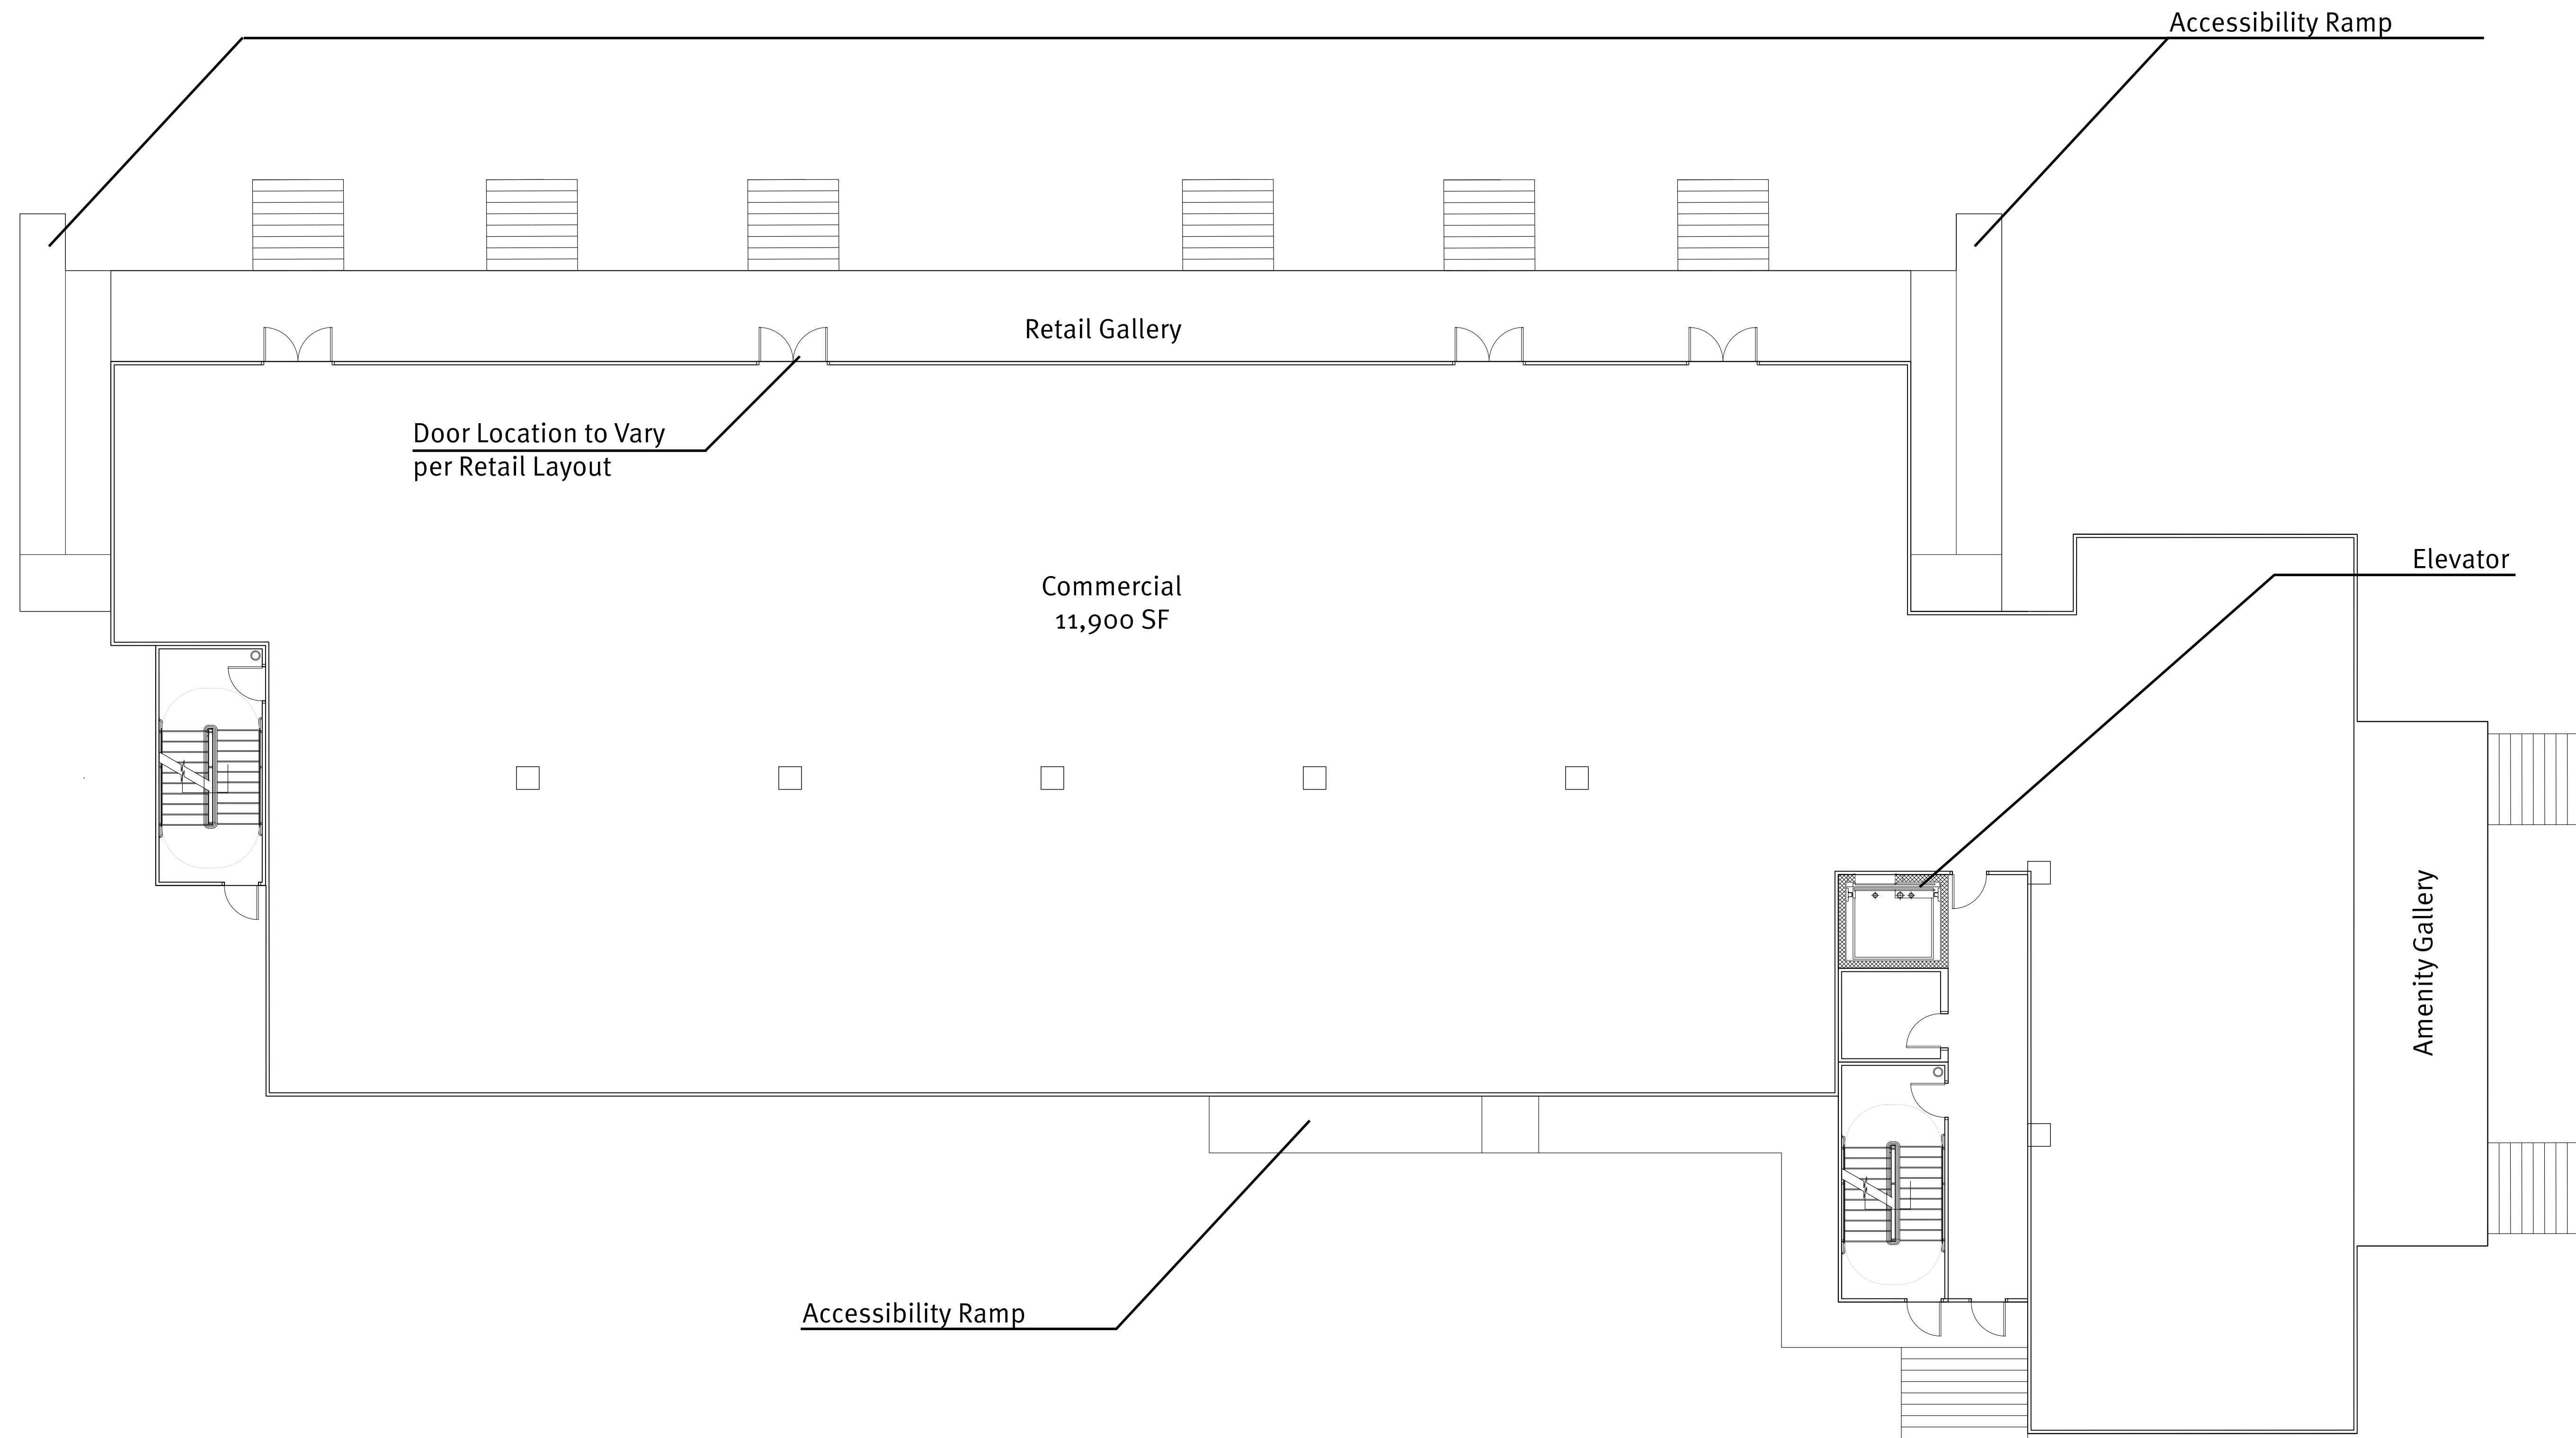 Accessibility Ramp
Retail Gallery
Door Location to Vary
per Retail Layout
Commercial
11,900 SF
Elevator
Amenity Gallery
Accessibility Ramp